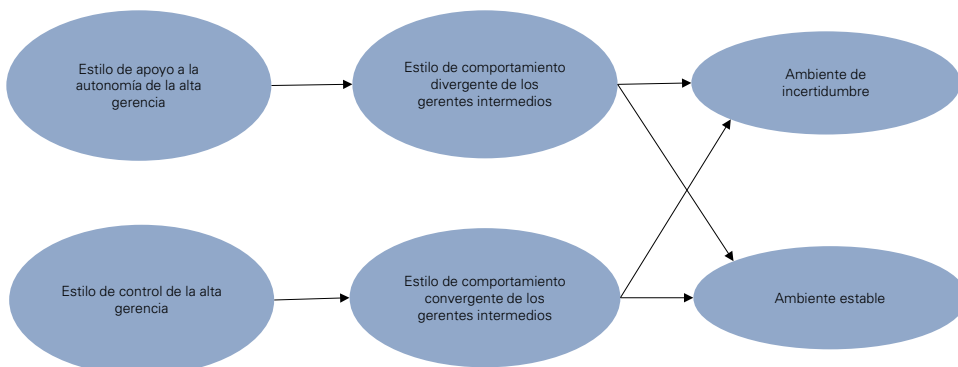 Estilo de apoyo a la
autonomía de la alta
gerencia
Estilo de comportamiento
divergente de los
gerentes intermedios
Ambiente de
incertidumbre
Estilo de control de la alta
gerencia
Estilo de comportamiento
convergente de los
gerentes intermedios
Ambiente estable